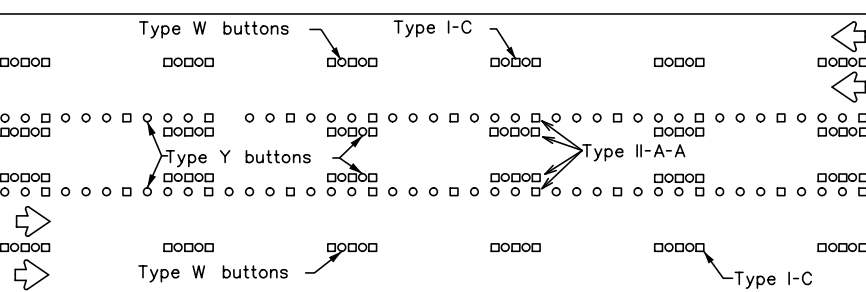 Type W buttons
Type I-C
Type Y buttons
Type II-A-A
Type W buttons
Type I-C